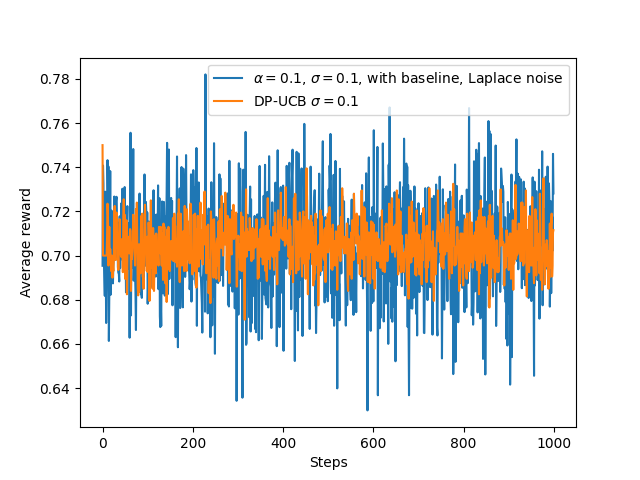 α = 0.1, σ = 0.1, with baseline, Laplace noise
DP-UCB σ = 0.1
0.78
0.76
0.74
0.72
0.70
0.68
0.66
0.64
Average reward
0 200 400 600 800 1000
Steps